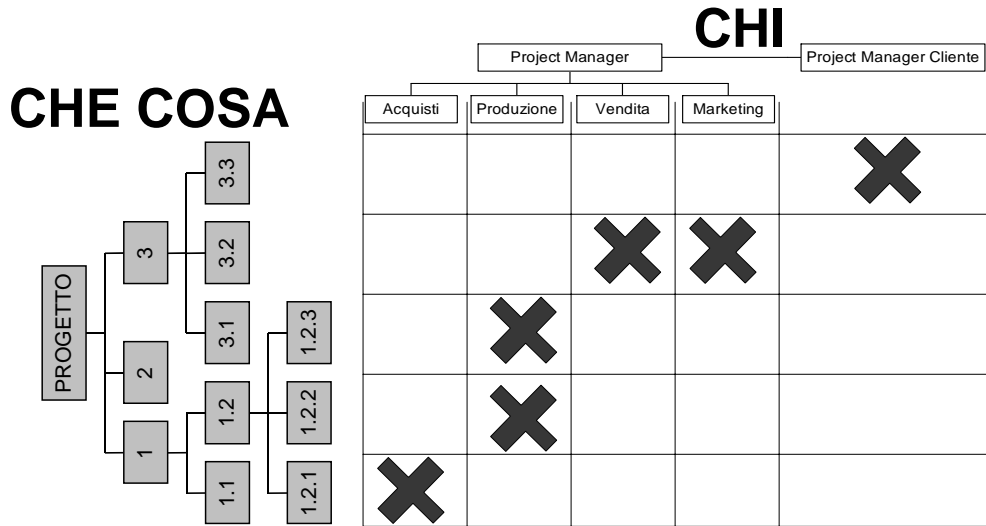 CHI
Project Manager
Project Manager Cliente
CHE COSA
Acquisti
Produzione
Vendita
Marketing
PROGETTO
3
2
1
3.3
3.2
3.1
1.2
1.1
1.2.3
1.2.2
1.2.1